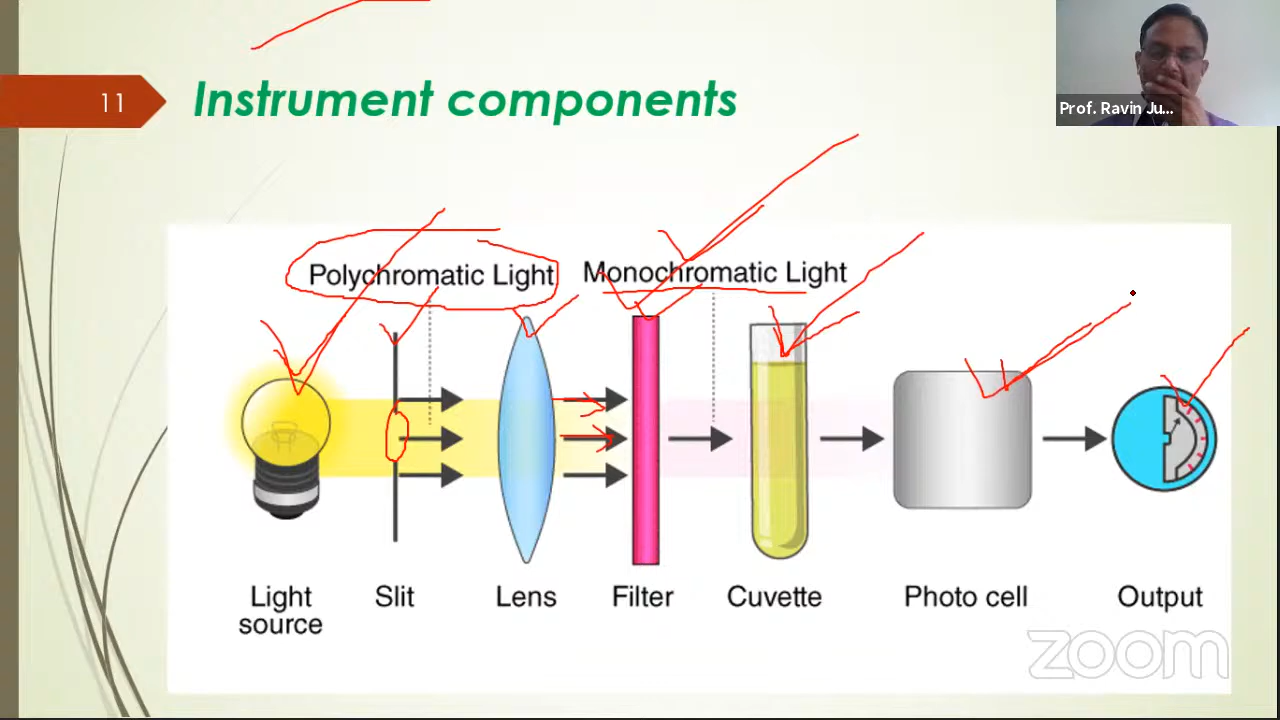 11
Instrument components
Prof. Ravin Ju...
Polychromatic Light
Monochromatic Light
Light
source
Slit
Lens
Filter
Cuvette
Photo cell
Output
zoom